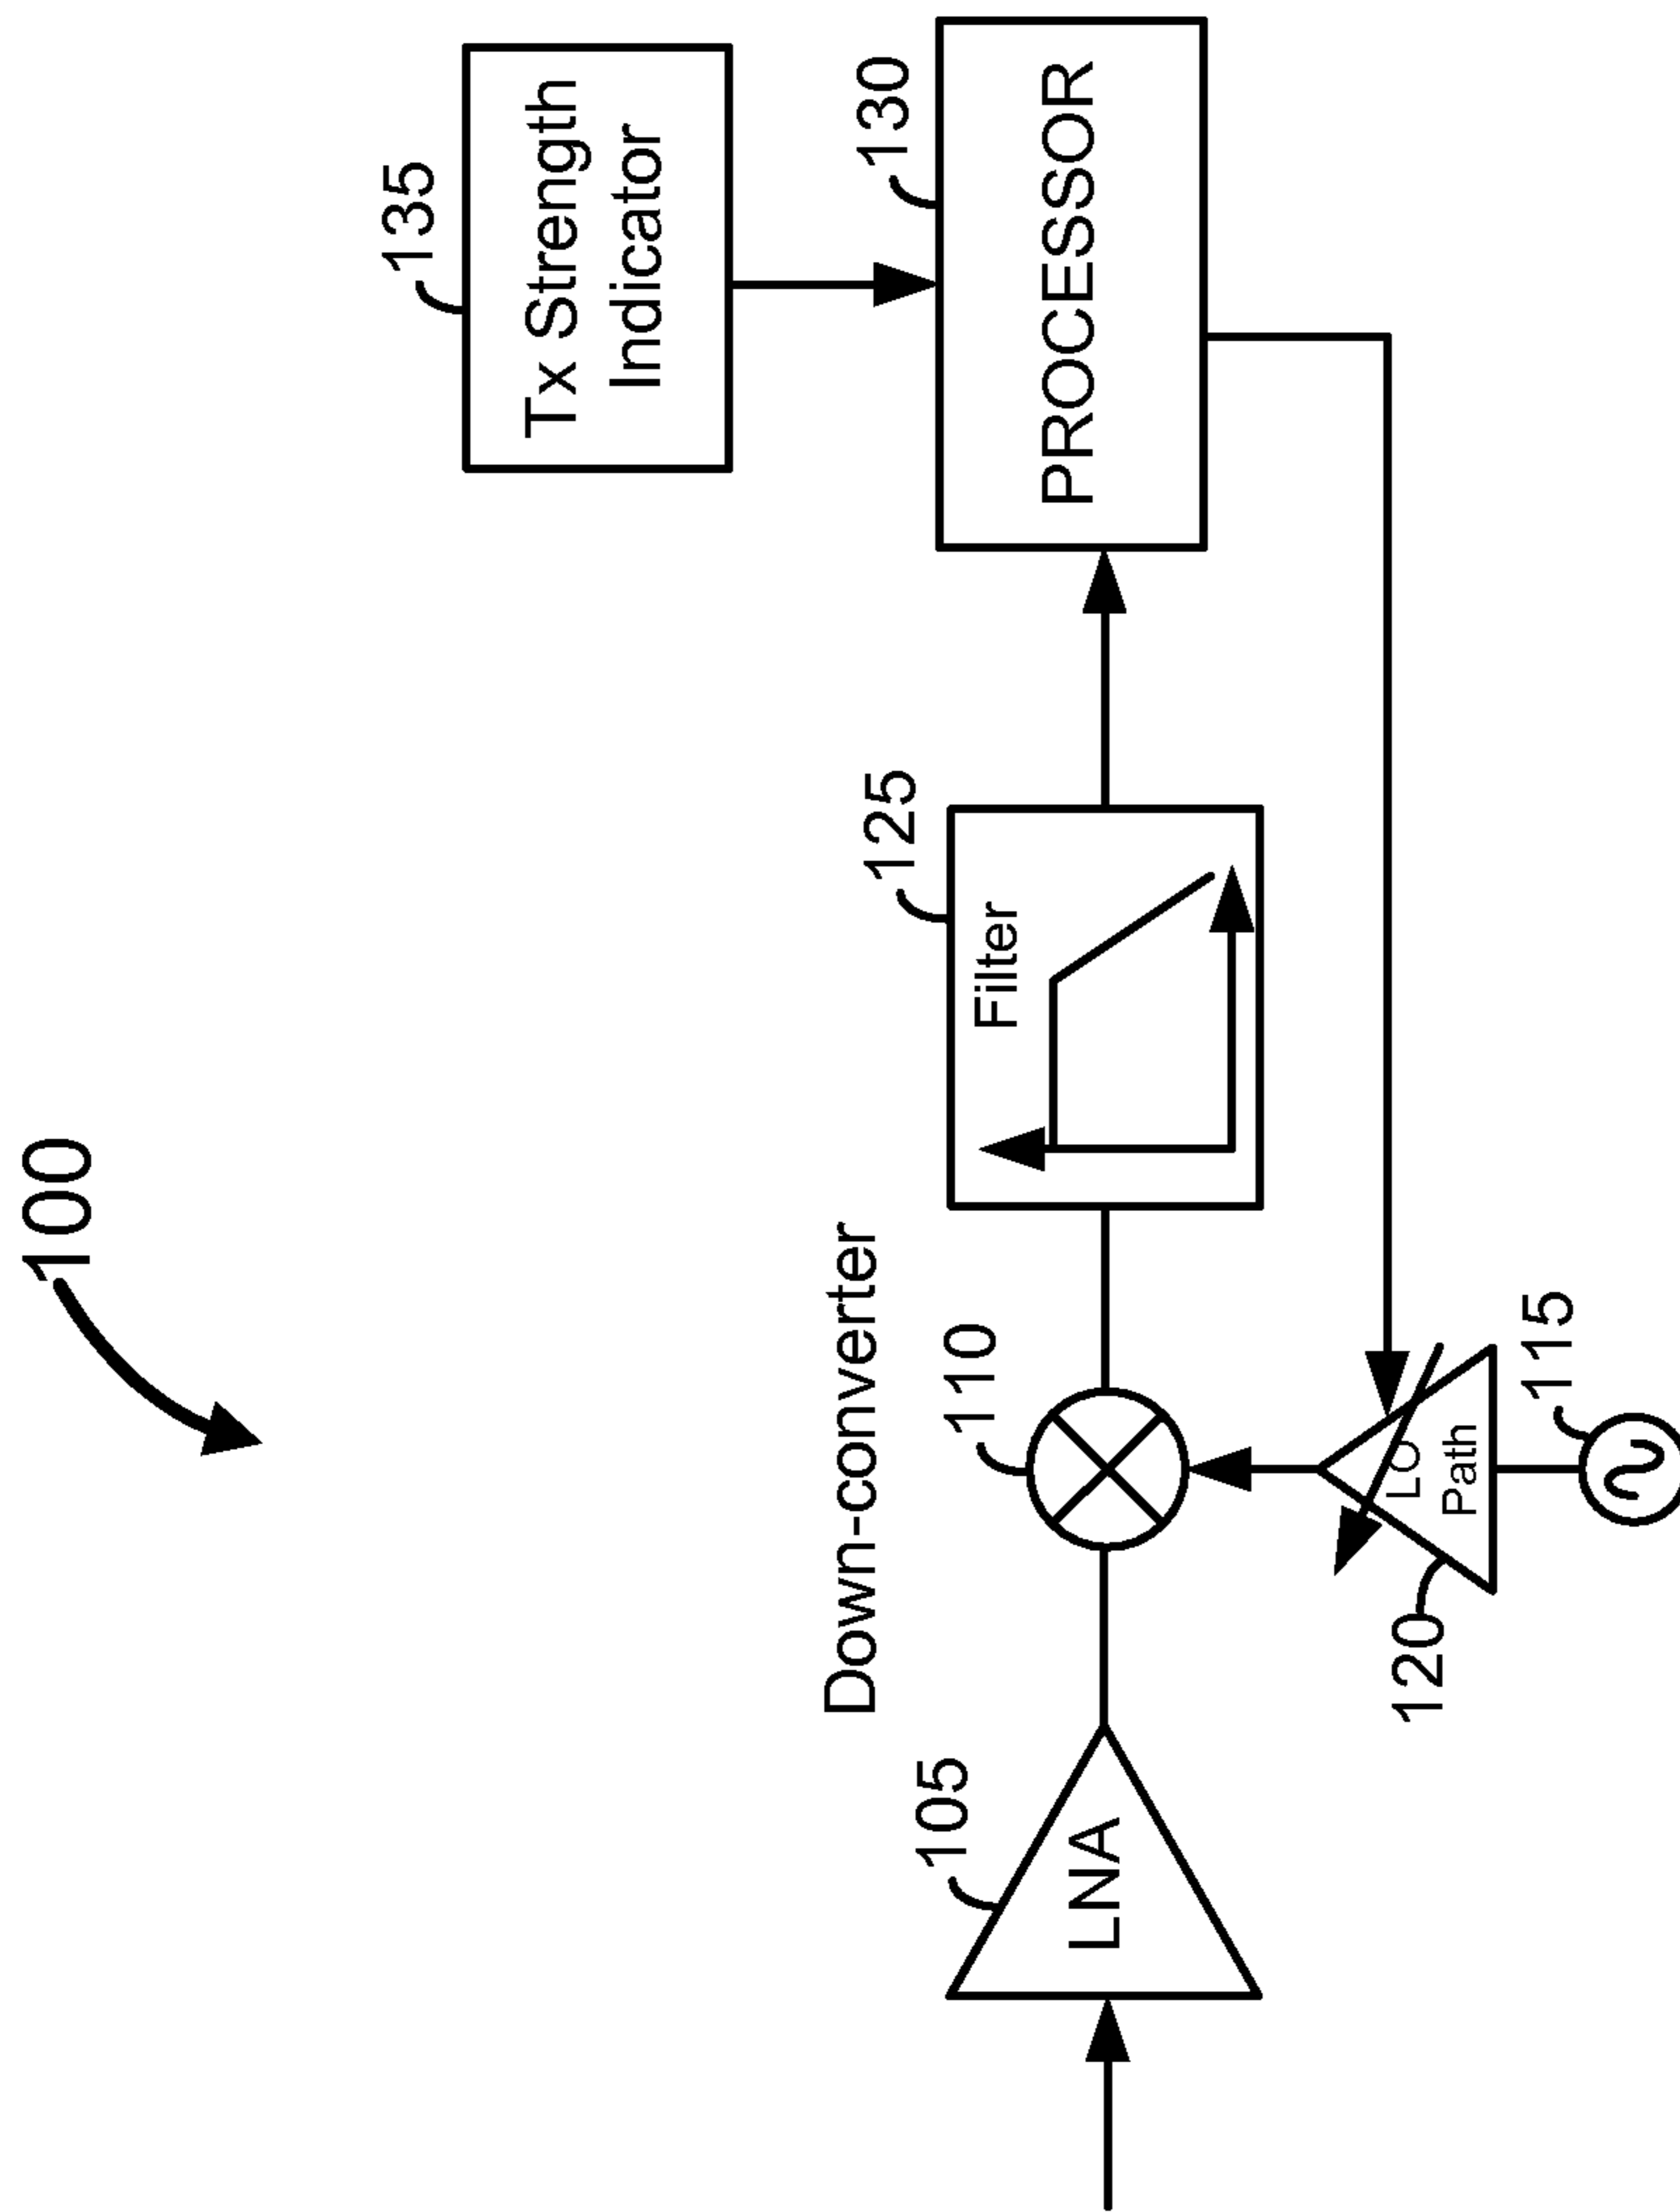 100
135
Tx Strength
Indicator
130
PROCESSOR
125
Filter
Down-converter
110
105
LNA
LO
Path
120
115